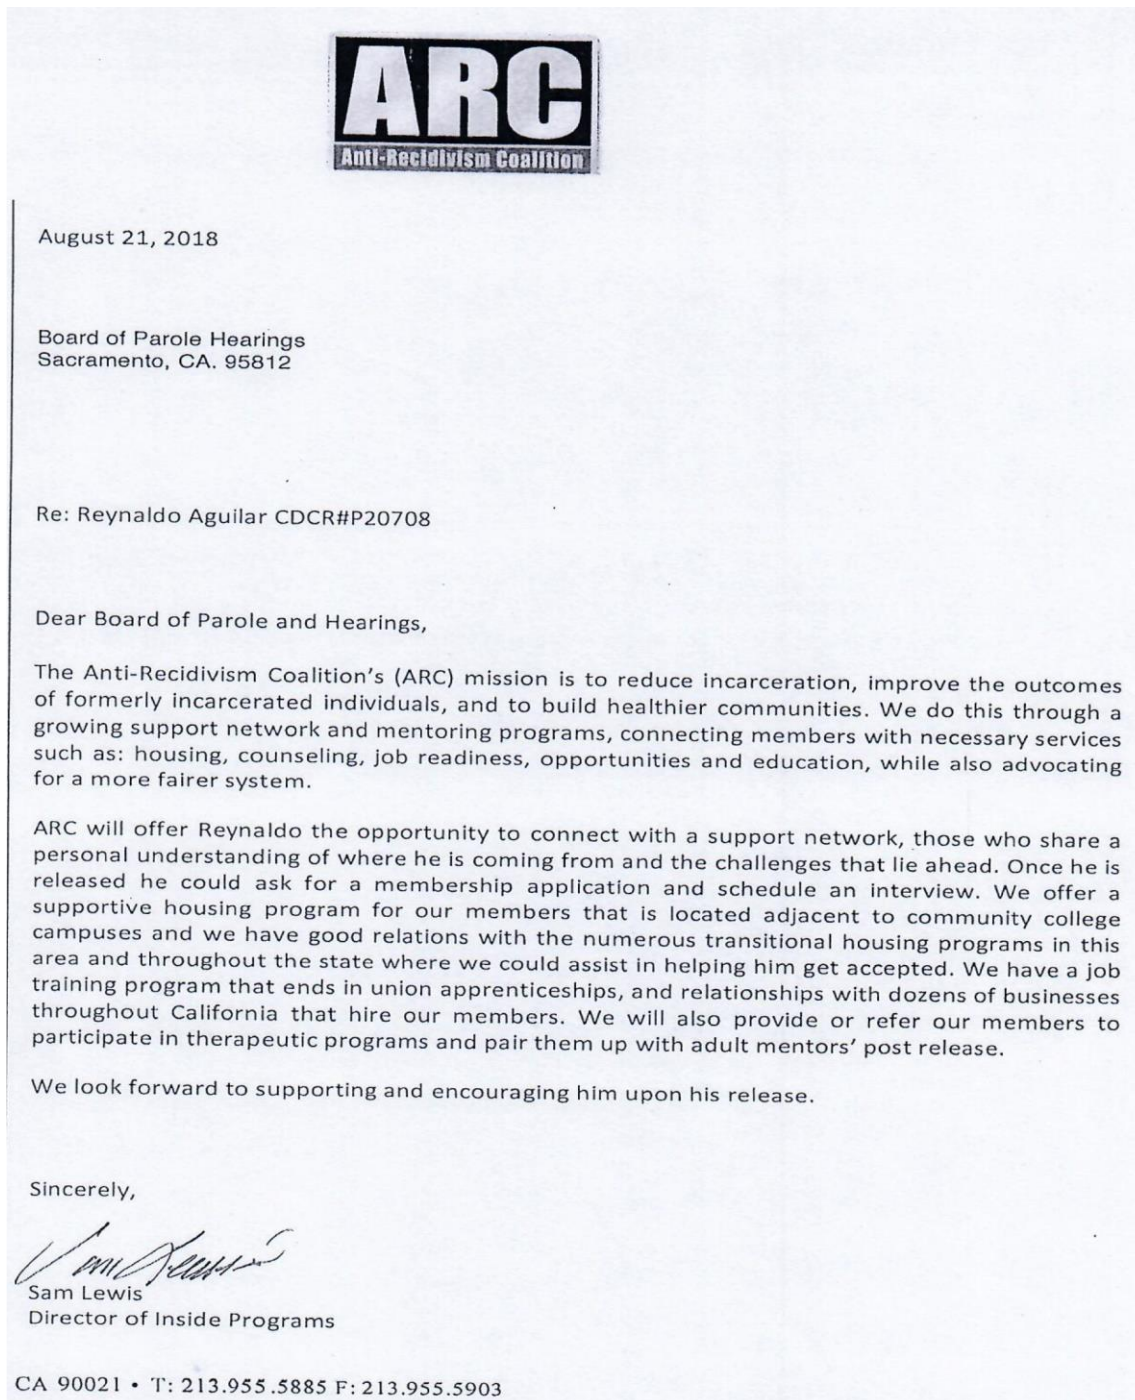 ARC
Anti-Recidivism Coalition
August 21, 2018
Board of Parole Hearings
Sacramento, CA. 95812
Re: Reynaldo Aguilar CDCR#P20708
Dear Board of Parole and Hearings,
The Anti-Recidivism Coalition's (ARC) mission is to reduce incarceration, improve the outcomes
of formerly incarcerated individuals, and to build healthier communities. We do this through a
growing support network and mentoring programs, connecting members with necessary services
such as: housing, counseling, job readiness, opportunities and education, while also advocating
for a more fairer system.
ARC will offer Reynaldo the opportunity to connect with a support network, those who share a
personal understanding of where he is coming from and the challenges that lie ahead. Once he is
released he could ask for a membership application and schedule an interview. We offer a
supportive housing program for our members that is located adjacent to community college
campuses and we have good relations with the numerous transitional housing programs in this
area and throughout the state where we could assist in helping him get accepted. We have a job
training program that ends in union apprenticeships, and relationships with dozens of businesses
throughout California that hire our members. We will also provide or refer our members to
participate in therapeutic programs and pair them up with adult mentors' post release.
We look forward to supporting and encouraging him upon his release.
Sincerely,
Sam Lewis
Director of Inside Programs
CA 90021 • T: 213.955.5885 F: 213.955.5903